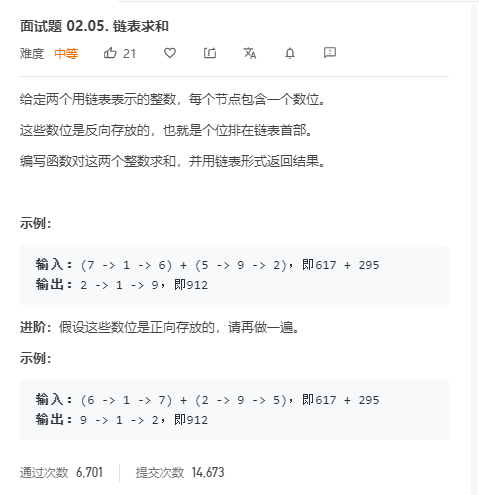 面试题 02.05. 链表求和
难度 中等 21
给定两个用链表表示的整数，每个节点包含一个数位。
这些数位是反向存放的，也就是个位排在链表首部。
编写函数对这两个整数求和，并用链表形式返回结果。
示例：
输入：(7 -> 1 -> 6) + (5 -> 9 -> 2)，即617 + 295
输出：2 -> 1 -> 9，即912
进阶：假设这些数位是正向存放的，请再做一遍。
示例：
输入：(6 -> 1 -> 7) + (2 -> 9 -> 5)，即617 + 295
输出：9 -> 1 -> 2，即912
通过次数 6,701 提交次数 14,673